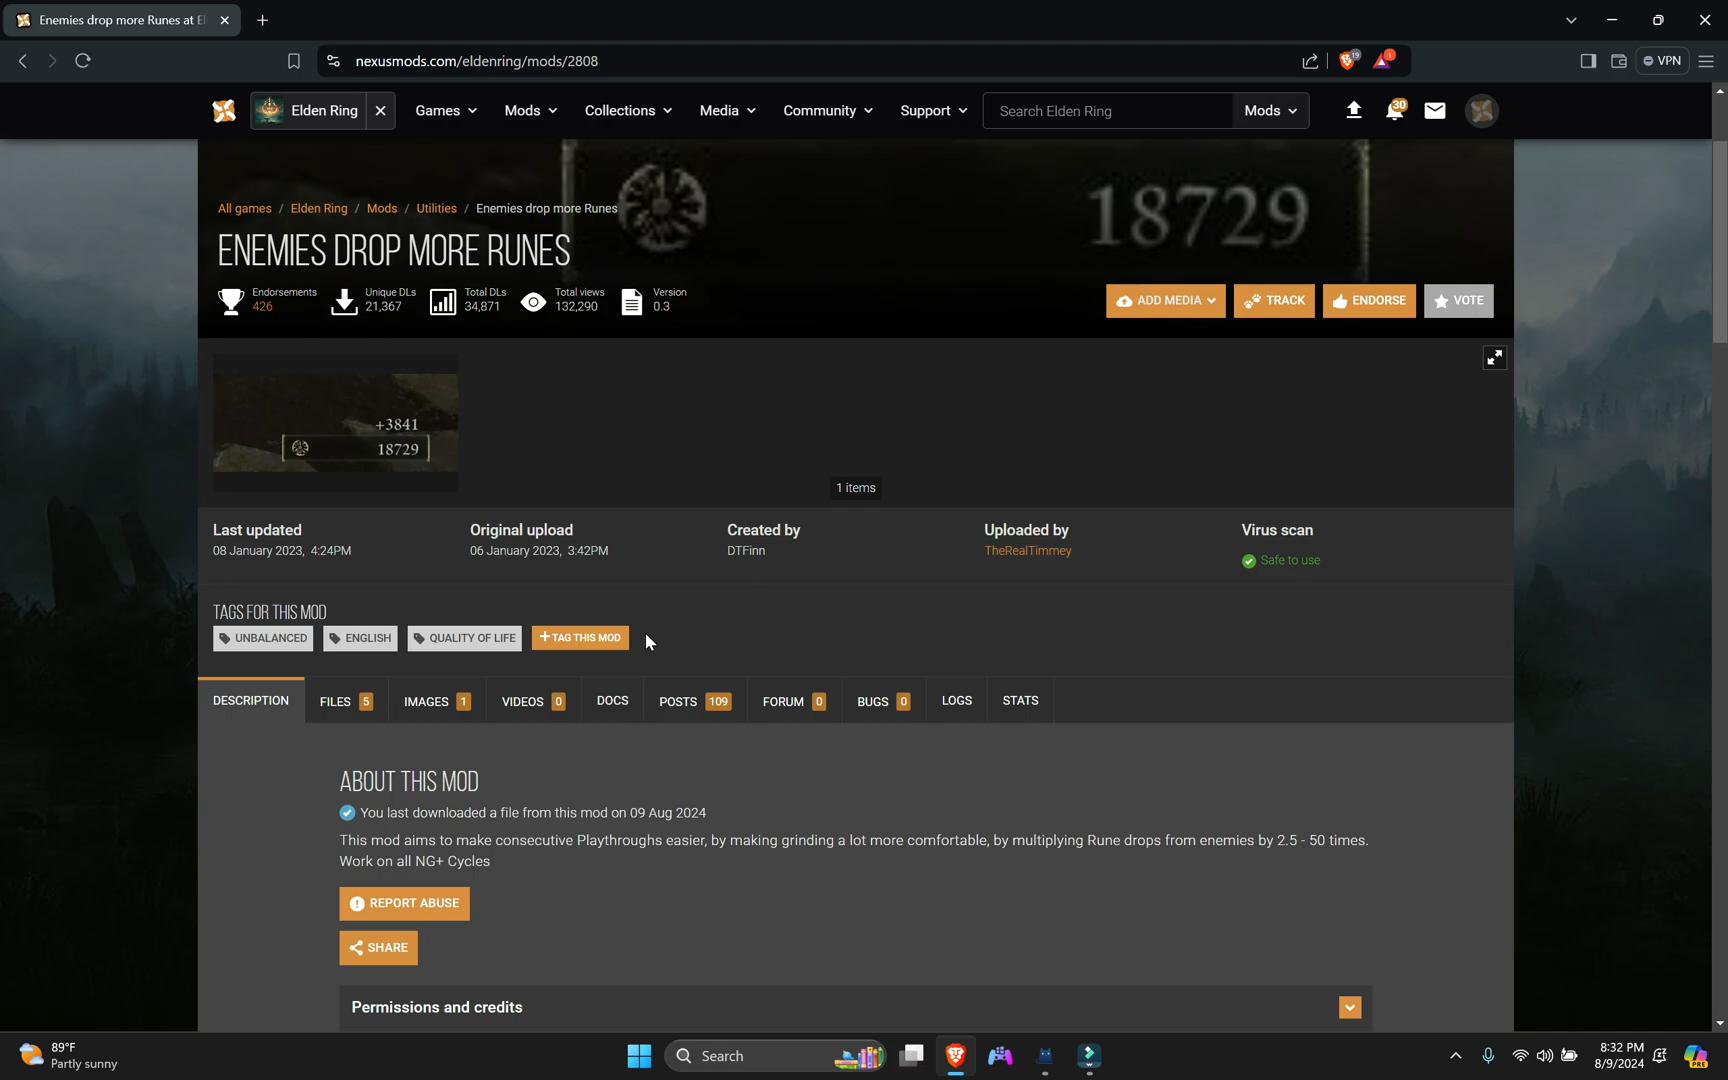 Enemies drop more Runes at El
nexusmods.com/eldenring/mods/2808
19
1
VPN
Elden Ring
Games
Mods
Collections
Media
Community
Support
Search Elden Ring
Mods
30
All games / Elden Ring / Mods / Utilities / Enemies drop more Runes
18729
ENEMIES DROP MORE RUNES
Endorsements
426
Unique DLs
21,367
Total DLs
34,871
Total views
132,290
Version
0.3
ADD MEDIA
TRACK
ENDORSE
VOTE
+3841
18729
1 items
Last updated
08 January 2023, 4:24PM
Original upload
06 January 2023, 3:42PM
Created by
DTFinn
Uploaded by
TheRealTimmey
Virus scan
Safe to use
TAGS FOR THIS MOD
UNBALANCED
ENGLISH
QUALITY OF LIFE
+TAG THIS MOD
DESCRIPTION
FILES 5
IMAGES 1
VIDEOS 0
DOCS
POSTS 109
FORUM 0
BUGS 0
LOGS
STATS
ABOUT THIS MOD
You last downloaded a file from this mod on 09 Aug 2024
This mod aims to make consecutive Playthroughs easier, by making grinding a lot more comfortable, by multiplying Rune drops from enemies by 2.5 - 50 times.
Work on all NG+ Cycles
REPORT ABUSE
SHARE
Permissions and credits
89°F
Partly sunny
Search
8:32 PM
8/9/2024
PRE